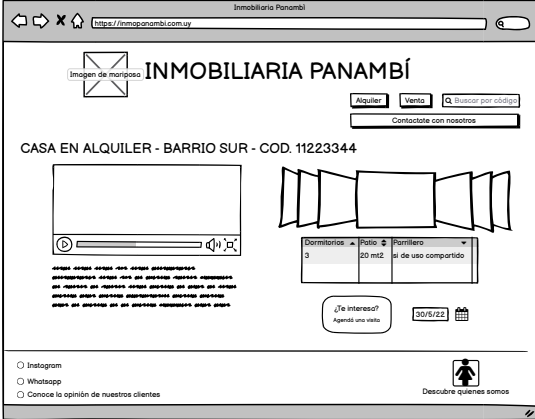 Inmobiliaria Panambí
https://inmopanambi.com.uy
Imagen de mariposa
INMOBILIARIA PANAMBÍ
Alquiler
Venta
Buscar por código
Contactate con nosotros
CASA EN ALQUILER - BARRIO SUR - COD. 11223344
Dormitorios Patio Parrillero
3 20 mt2 si de uso compartido
¿Te interesa?
Agendá una visita
30/5/22
Instagram
Whatsapp
Conoce la opinión de nuestros clientes
Descubre quienes somos